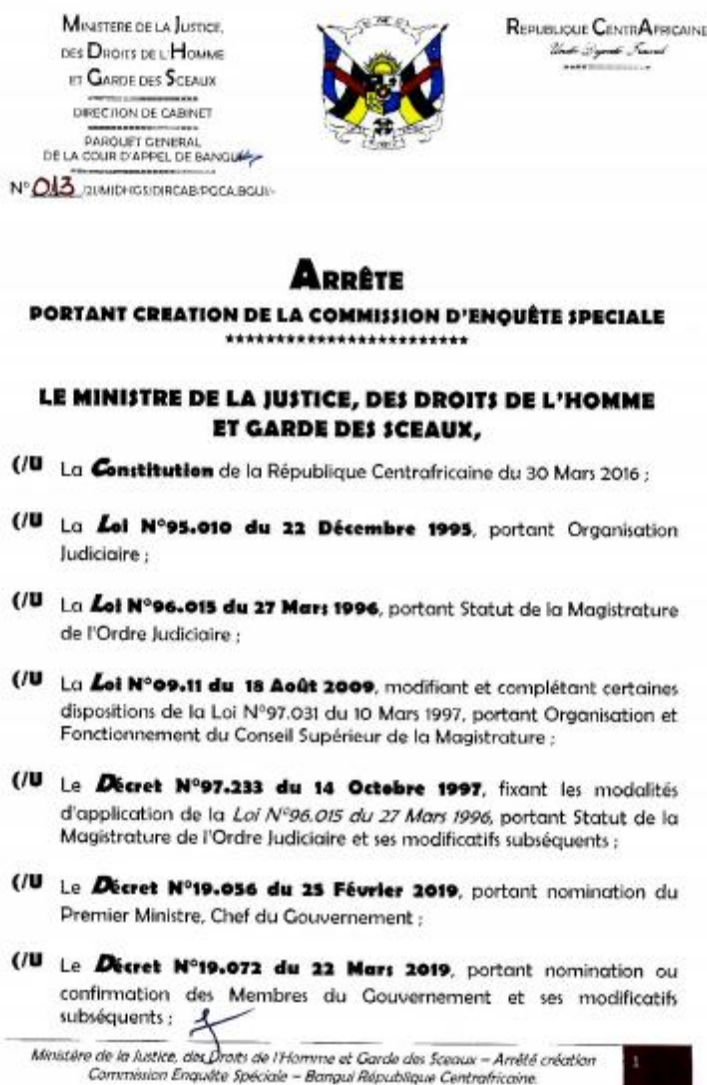 MINISTERE DE LA JUSTICE,
DES DROITS DE L'HOMME
ET GARDE DES SCEAUX
DIRECTION DE CABINET
PARQUET GENERAL
DE LA COUR D'APPEL DE BANGUI
N° 013 /21/MJDHGS/DIRCAB/PGCA.BGUI/-
REPUBLIQUE CENTRAFRICAINE
Unité Dignité Travail
ARRÊTE
PORTANT CREATION DE LA COMMISSION D'ENQUÊTE SPECIALE
************************
LE MINISTRE DE LA JUSTICE, DES DROITS DE L'HOMME
ET GARDE DES SCEAUX,
(/U La Constitution de la République Centrafricaine du 30 Mars 2016 ;
(/U La Loi N°95.010 du 22 Décembre 1995, portant Organisation
Judiciaire ;
(/U La Loi N°96.015 du 27 Mars 1996, portant Statut de la Magistrature
de l'Ordre Judiciaire ;
(/U La Loi N°09.11 du 18 Août 2009, modifiant et complétant certaines
dispositions de la Loi N°97.031 du 10 Mars 1997, portant Organisation et
Fonctionnement du Conseil Supérieur de la Magistrature ;
(/U Le Décret N°97.233 du 14 Octobre 1997, fixant les modalités
d'application de la Loi N°96.015 du 27 Mars 1996, portant Statut de la
Magistrature de l'Ordre Judiciaire et ses modificatifs subséquents ;
(/U Le Décret N°19.056 du 25 Février 2019, portant nomination du
Premier Ministre, Chef du Gouvernement ;
(/U Le Décret N°19.072 du 22 Mars 2019, portant nomination ou
confirmation des Membres du Gouvernement et ses modificatifs
subséquents ;
Ministère de la Justice, des Droits de l'Homme et Garde des Sceaux – Arrêté création
Commission Enquête Spéciale – Bangui République Centrafricaine.
1